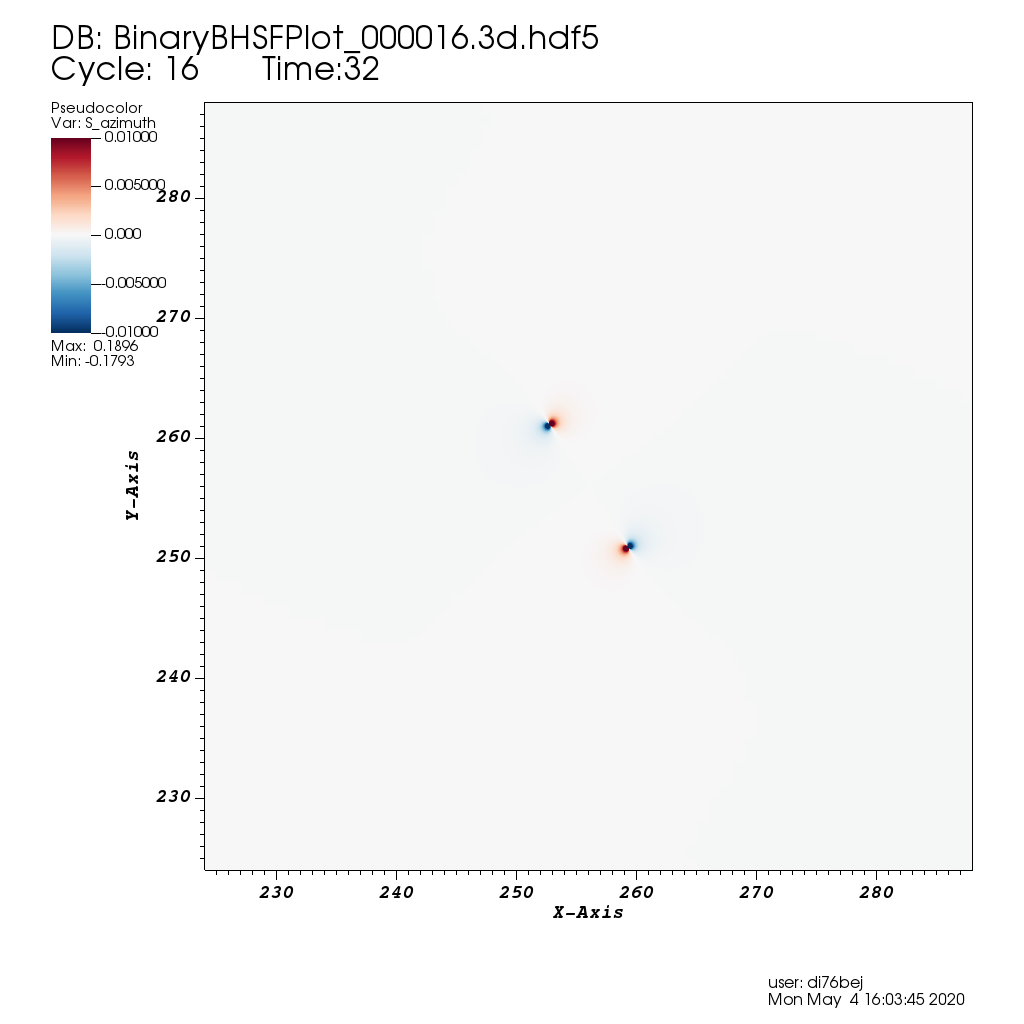 DB: BinaryBHSFPlot_000016.3d.hdf5
Cycle: 16 Time:32
Pseudocolor
Var: S_azimuth
0.01000
0.005000
0.000
-0.005000
-0.01000
Max: 0.1896
Min: -0.1793
280
270
260
250
240
230
Y-Axis
230 240 250 260 270 280
X-Axis
user: di76bej
Mon May 4 16:03:45 2020